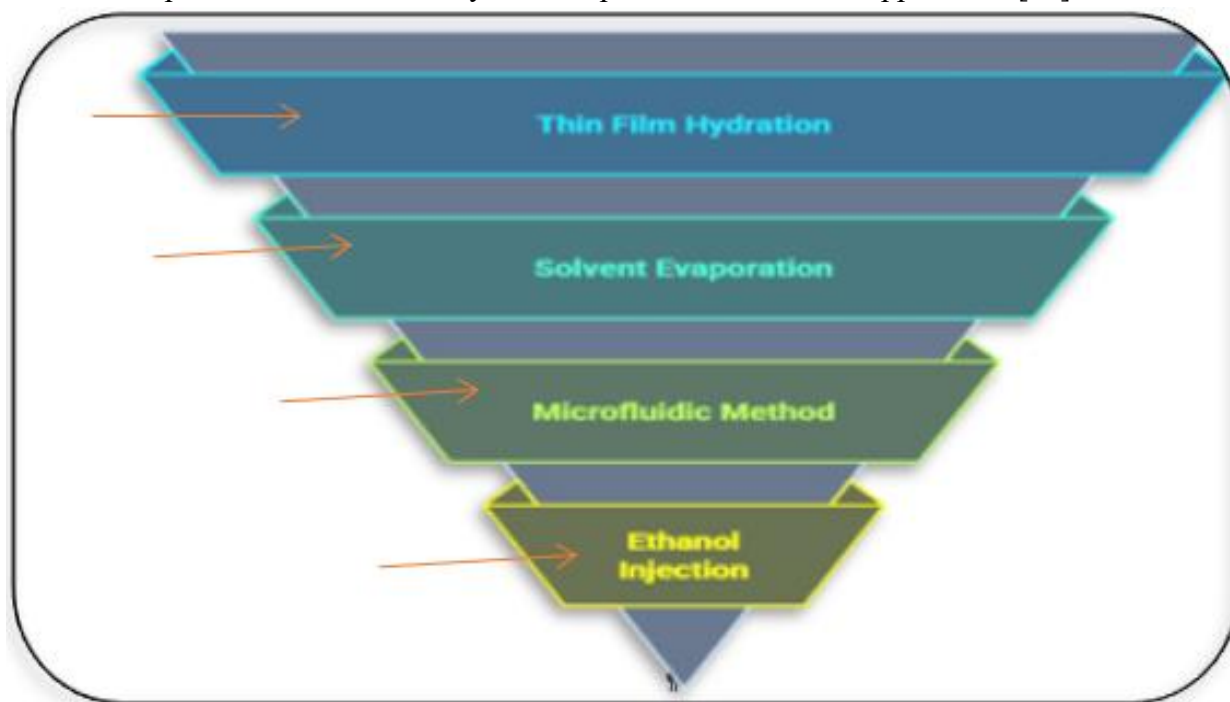 Thin Film Hydration
Solvent Evaporation
Microfluidic Method
Ethanol
Injection
¶